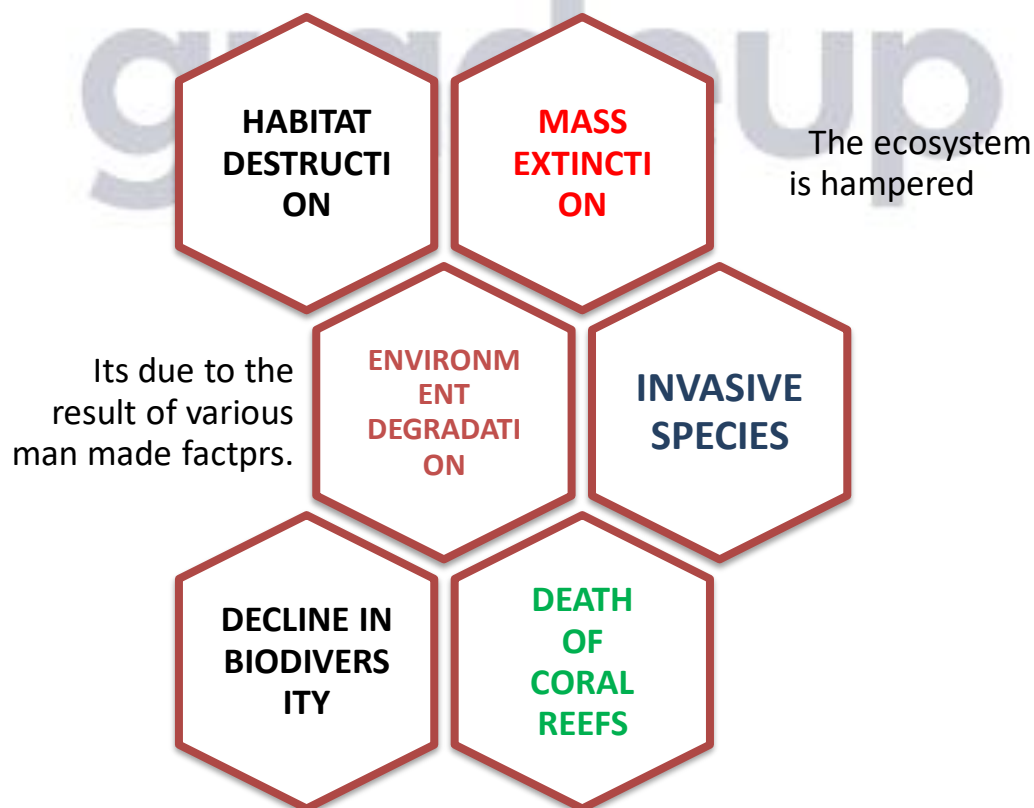 gradeup
HABITAT
DESTRUCTI
ON
MASS
EXTINCTI
ON
The ecosystem
is hampered
Its due to the
result of various
man made factprs.
ENVIRONM
ENT
DEGRADATI
ON
INVASIVE
SPECIES
DECLINE IN
BIODIVERS
ITY
DEATH
OF
CORAL
REEFS